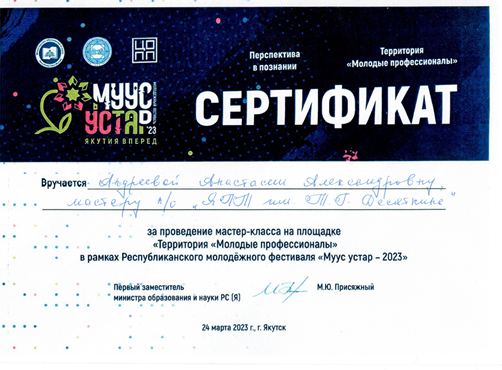 ЦОПП
Перспектива
в познании
Территория
«Молодые профессионалы»
МУУС
УСТАР
'23
ЯКУТИЯ ВПЕРЕД
СЕРТИФИКАТ
Вручается Андреевой Анастасии Александровну,
мастеру п/о „ЯПТ им Т.Г. Десяткина"
за проведение мастер-класса на площадке
«Территория «Молодые профессионалы»
в рамках Республиканского молодёжного фестиваля «Муус устар – 2023»
Первый заместитель
министра образования и науки РС (Я)
М.Ю. Присяжный
24 марта 2023 г., г. Якутск